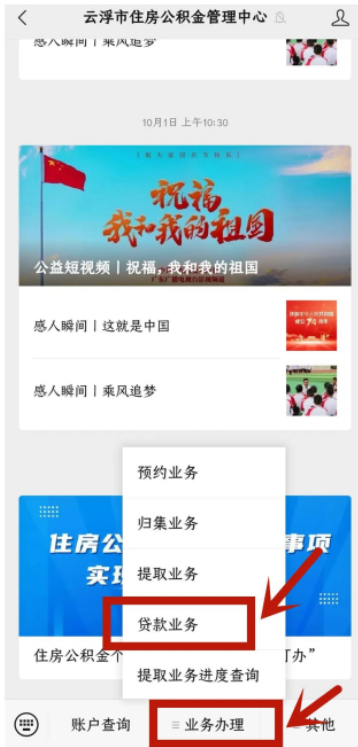 云浮市住房公积金管理中心
感人瞬间丨乘风追梦
10月1日 上午10:30
祝福
我和我的祖国
公益短视频丨祝福，我和我的祖国
感人瞬间丨这就是中国
感人瞬间丨乘风追梦
预约业务
归集业务
提取业务
贷款业务
提取业务进度查询
住房公
事项
实现
住房公积金个
打办”
账户查询
业务办理
其他